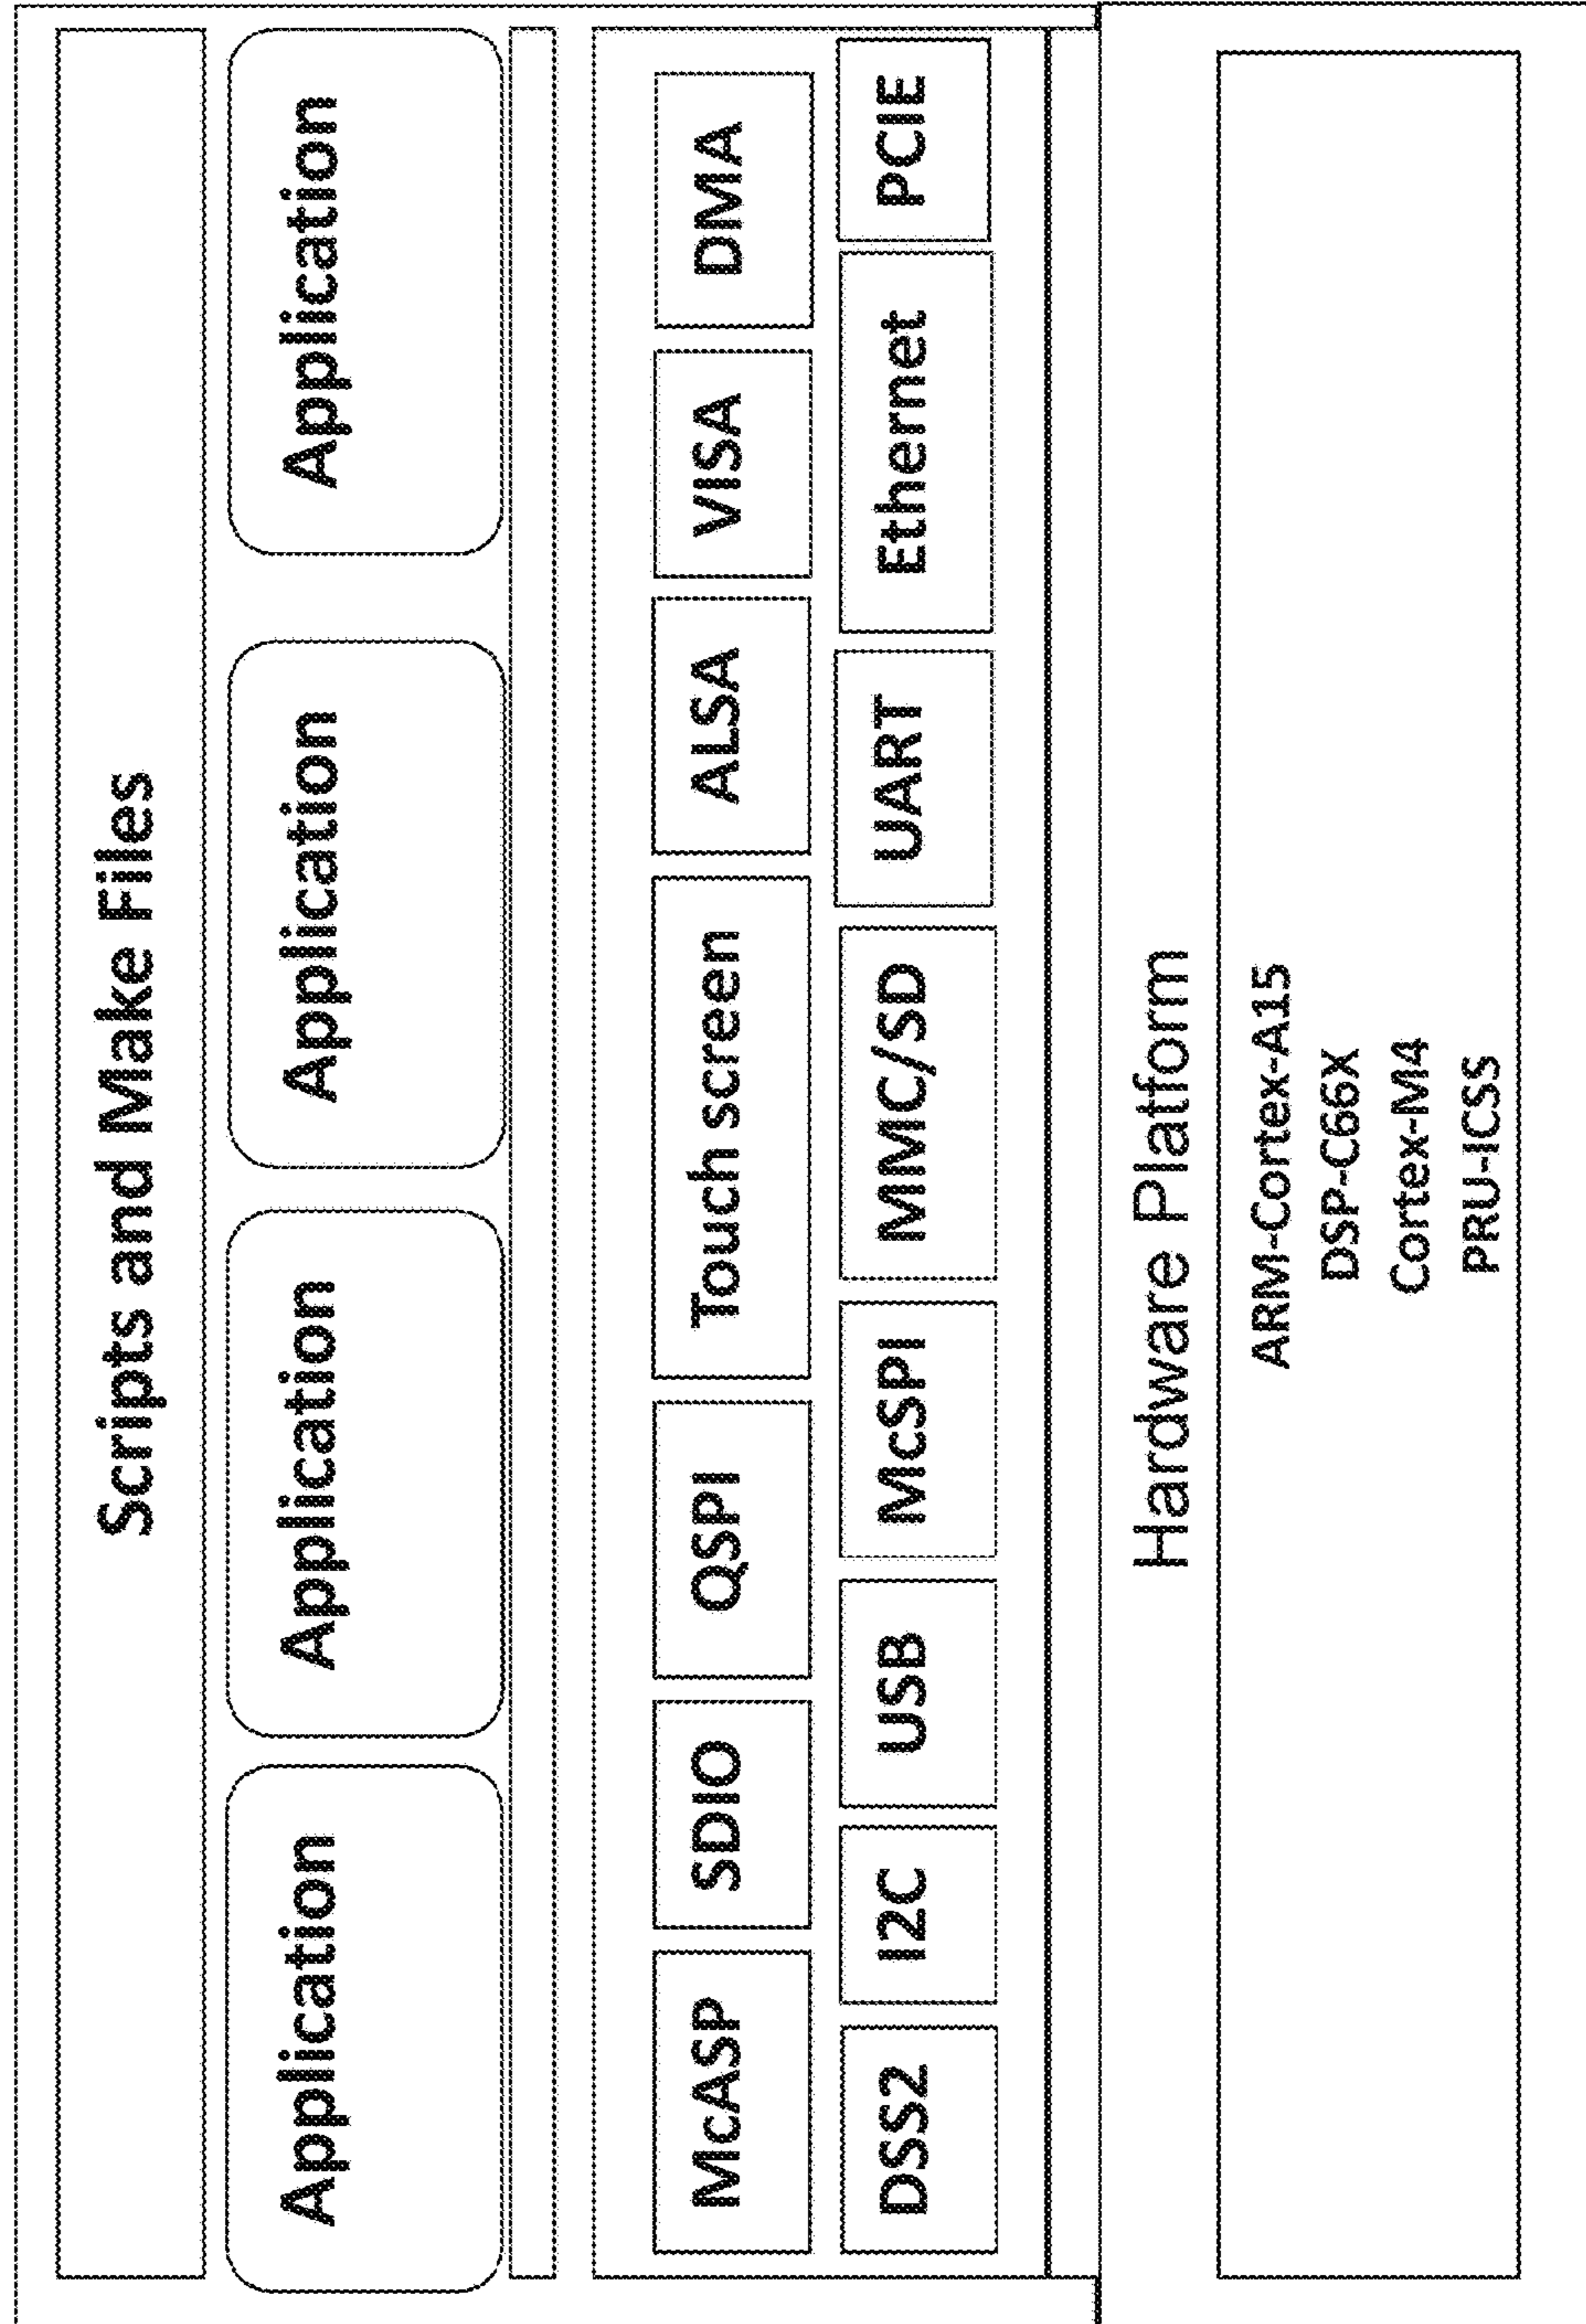 Scripts and Make Files
Application Application Application Application
McASP SDIO QSPI Touch screen ALSA VISA DMA
DSS2 I2C USB McSPI MMC/SD UART Ethernet PCIE
Hardware Platform
ARM-Cortex-A15
DSP-C66X
Cortex-M4
PRU-ICSS